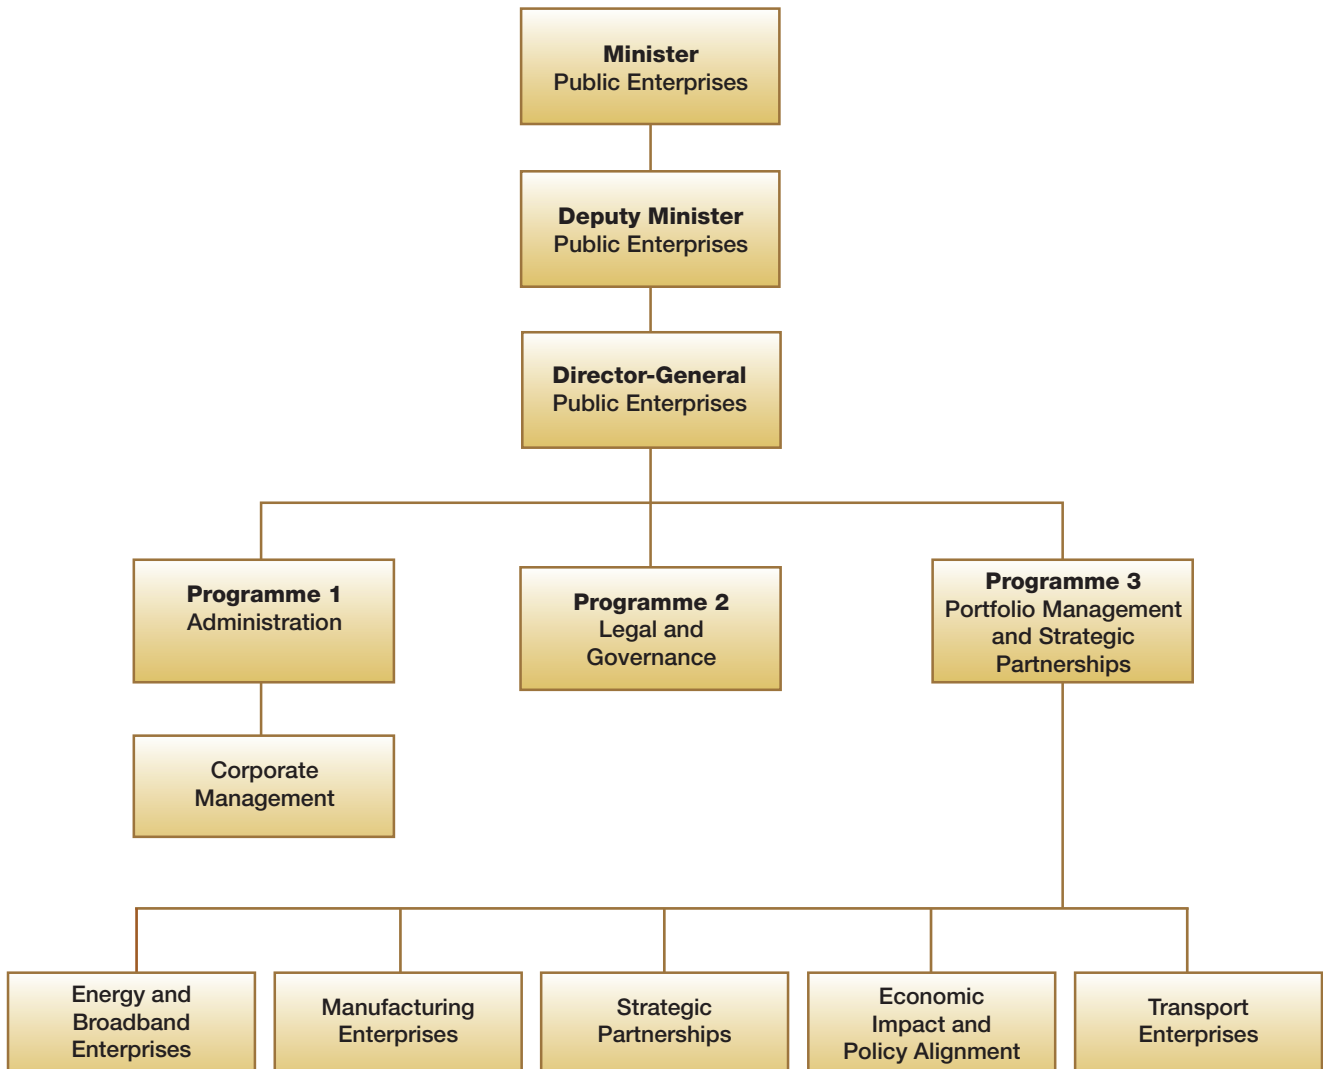 Minister
Public Enterprises
Deputy Minister
Public Enterprises
Director-General
Public Enterprises
Programme 1
Administration
Programme 2
Legal and
Governance
Programme 3
Portfolio Management
and Strategic
Partnerships
Corporate
Management
Energy and
Broadband
Enterprises
Manufacturing
Enterprises
Strategic
Partnerships
Economic
Impact and
Policy Alignment
Transport
Enterprises